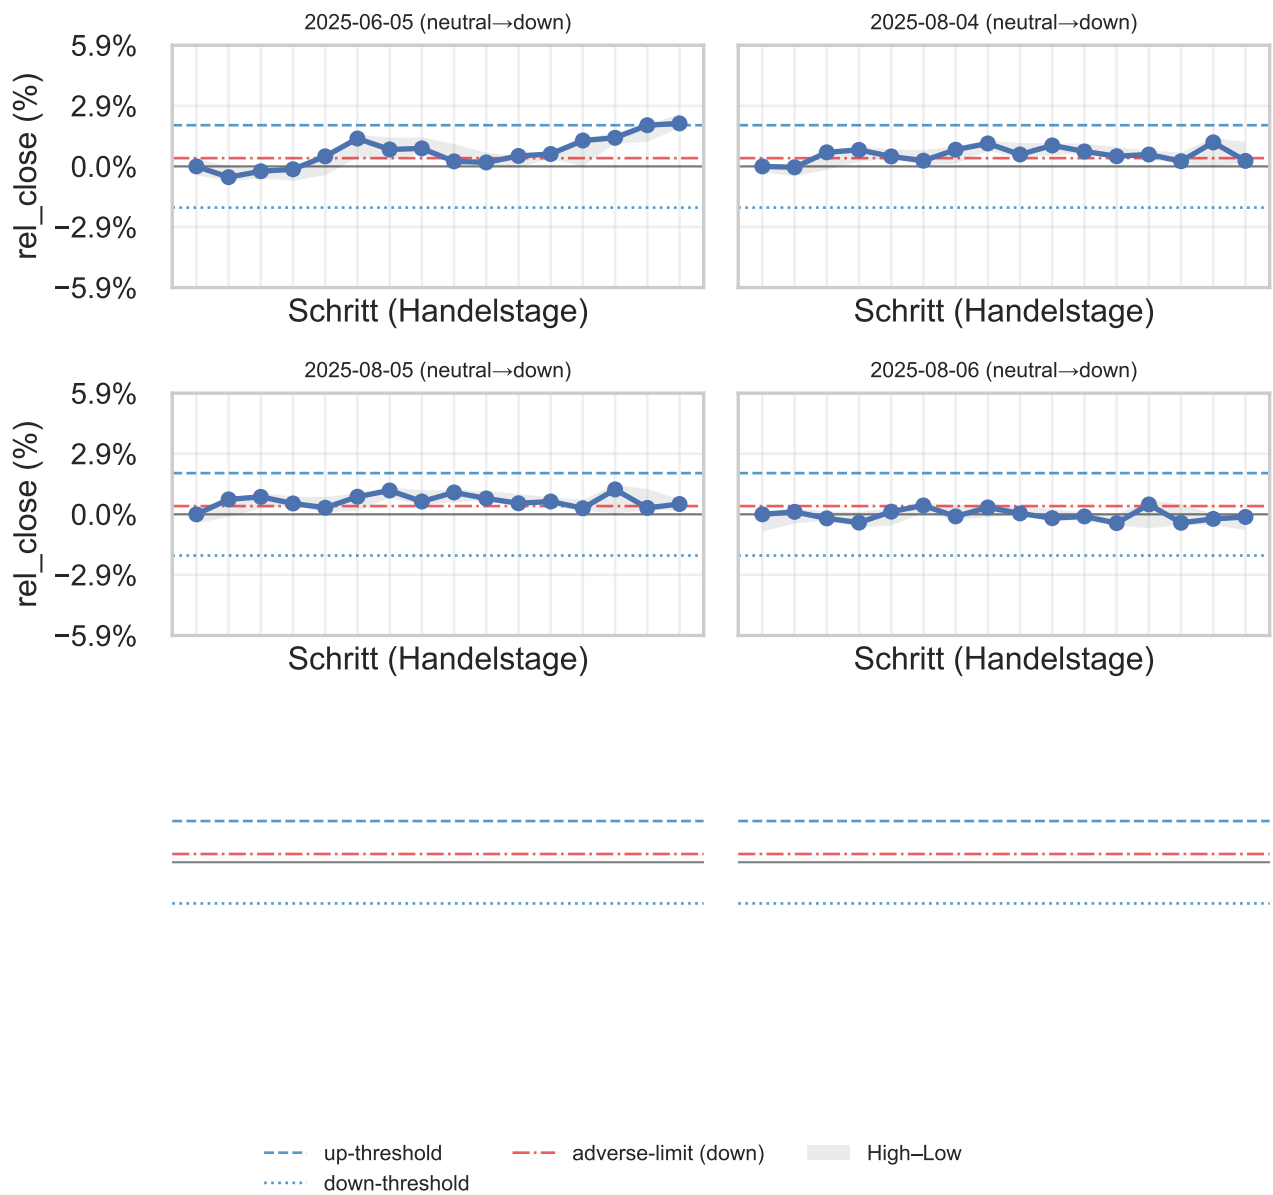 2025-06-05 (neutral→down)
2025-08-04 (neutral→down)
5.9%
2.9%
0.0%
−2.9%
−5.9%
rel_close (%)
Schritt (Handelstage)
Schritt (Handelstage)
2025-08-05 (neutral→down)
2025-08-06 (neutral→down)
5.9%
2.9%
0.0%
−2.9%
−5.9%
rel_close (%)
Schritt (Handelstage)
Schritt (Handelstage)
up-threshold
down-threshold
adverse-limit (down)
High–Low